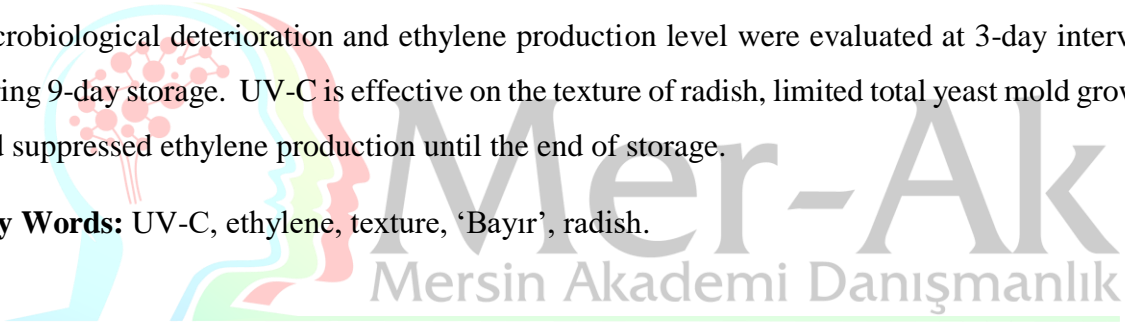 crobiological deterioration and ethylene production level were evaluated at 3-day interv
ring 9-day storage. UV-C is effective on the texture of radish, limited total yeast mold grov
d suppressed ethylene production until the end of storage.
y Words: UV-C, ethylene, texture, ‘Bayır’, radish.
Mer-Ak
Mersin Akademi Danışmanlık